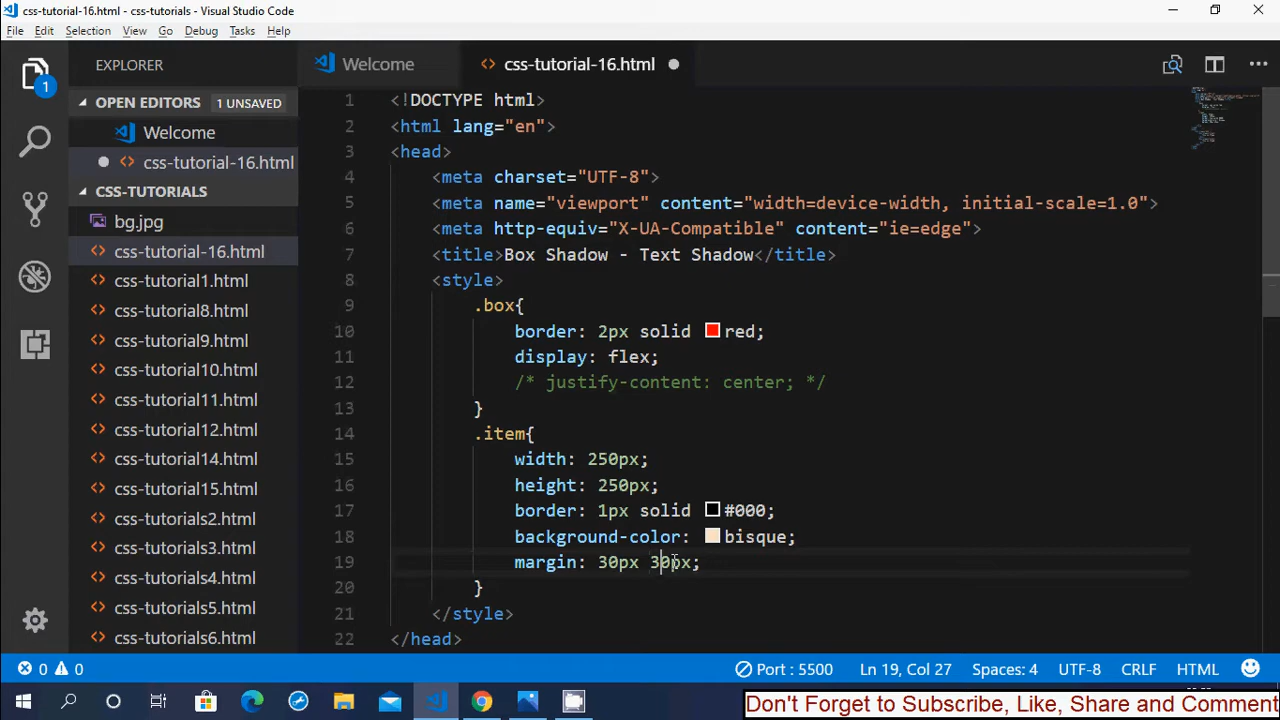 css-tutorial-16.html - css-tutorials - Visual Studio Code
File Edit Selection View Go Debug Tasks Help
EXPLORER
Welcome
css-tutorial-16.html
1
OPEN EDITORS 1 UNSAVED
Welcome
css-tutorial-16.html
CSS-TUTORIALS
bg.jpg
css-tutorial-16.html
css-tutorial1.html
css-tutorial8.html
css-tutorial9.html
css-tutorial10.html
css-tutorial11.html
css-tutorial12.html
css-tutorial14.html
css-tutorial15.html
css-tutorials2.html
css-tutorials3.html
css-tutorials4.html
css-tutorials5.html
css-tutorials6.html
1 <!DOCTYPE html>
2 <html lang="en">
3 <head>
4 <meta charset="UTF-8">
5 <meta name="viewport" content="width=device-width, initial-scale=1.0">
6 <meta http-equiv="X-UA-Compatible" content="ie=edge">
7 <title>Box Shadow - Text Shadow</title>
8 <style>
9 .box{
10 border: 2px solid red;
11 display: flex;
12 /* justify-content: center; */
13 }
14 .item{
15 width: 250px;
16 height: 250px;
17 border: 1px solid #000;
18 background-color: bisque;
19 margin: 30px 30px;
20 }
21 </style>
22 </head>
0 0 Port : 5500 Ln 19, Col 27 Spaces: 4 UTF-8 CRLF HTML
Don't Forget to Subscribe, Like, Share and Comment